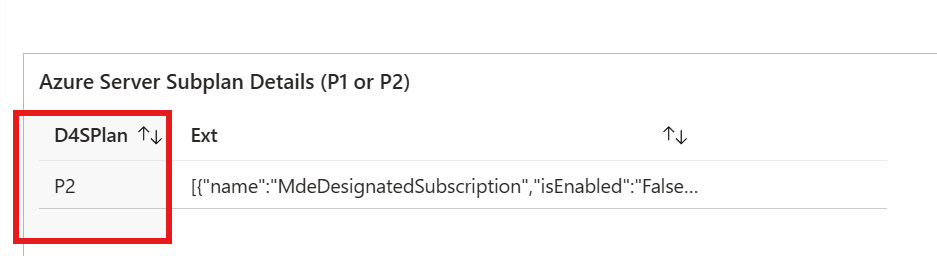 Azure Server Subplan Details (P1 or P2)
D4SPlan ↑↓ Ext ↑↓
P2 [{"name":"MdeDesignatedSubscription","isEnabled":"False...